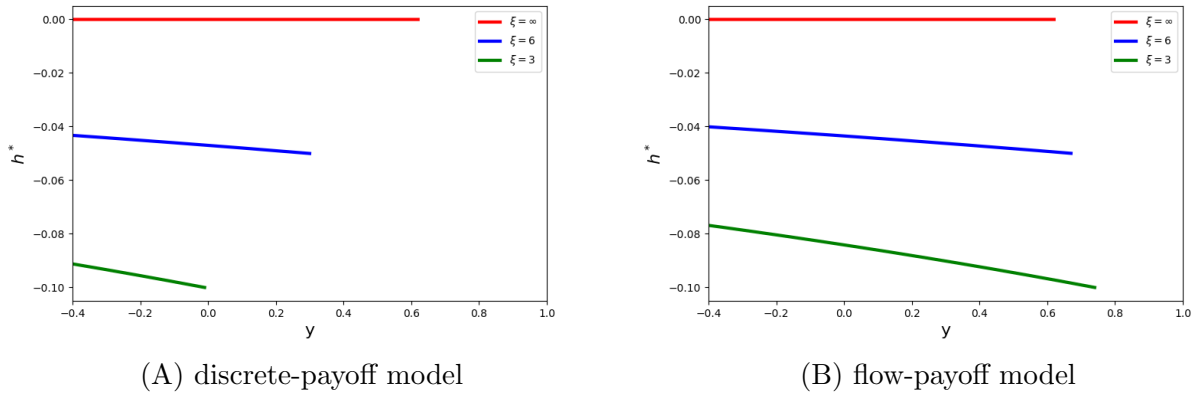 0.00
−0.02
−0.04
−0.06
−0.08
−0.10
h*
−0.4 −0.2 0.0 0.2 0.4 0.6 0.8 1.0
y
ξ = ∞
ξ = 6
ξ = 3
(A) discrete-payoff model
0.00
−0.02
−0.04
−0.06
−0.08
−0.10
h*
−0.4 −0.2 0.0 0.2 0.4 0.6 0.8 1.0
y
ξ = ∞
ξ = 6
ξ = 3
(B) flow-payoff model